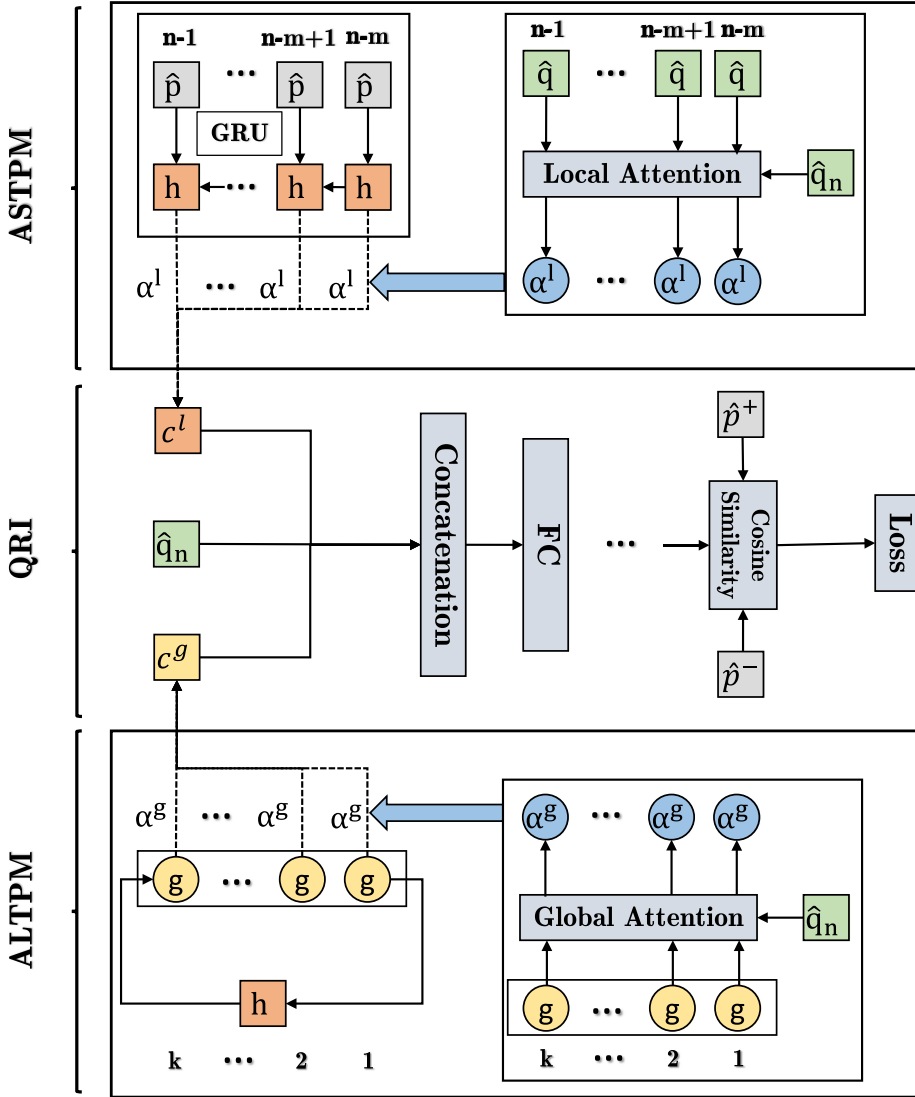 ASTPM
n-1 n-m+1 n-m
p̂ ... p̂ p̂
GRU
h ... h h
αˡ ... αˡ αˡ
n-1 n-m+1 n-m
q̂ ... q̂ q̂
Local Attention
q̂ₙ
αˡ ... αˡ αˡ
QRI
cˡ
q̂ₙ
cᵍ
Concatenation
FC
...
p̂⁺
Cosine
Similarity
p̂⁻
Loss
ALTPM
αᵍ ... αᵍ αᵍ
g ... g g
h
k ... 2 1
αᵍ ... αᵍ αᵍ
Global Attention
q̂ₙ
g ... g g
k ... 2 1